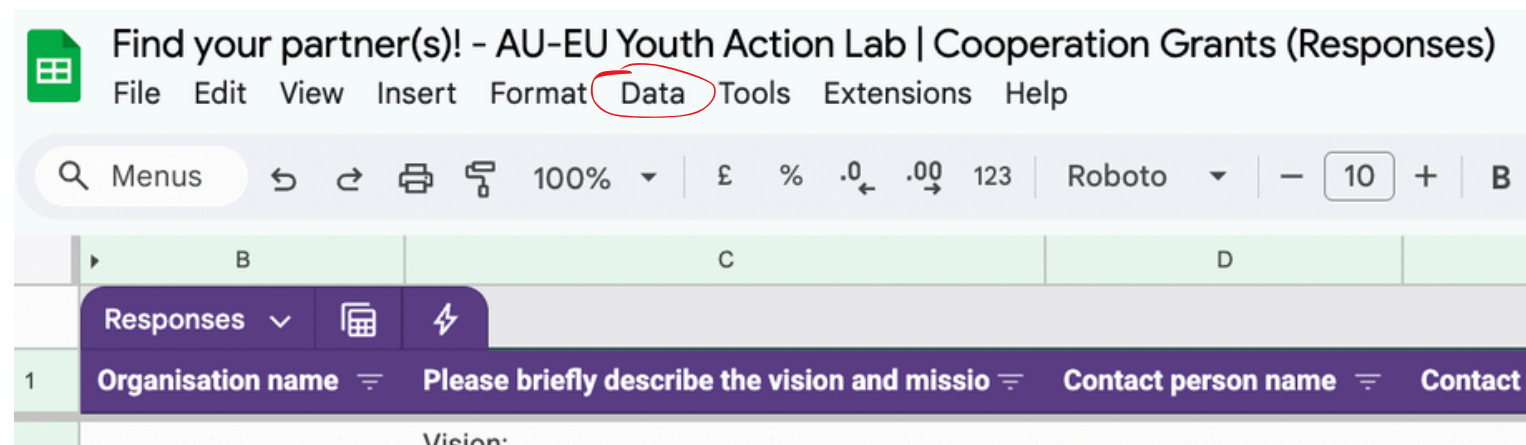 Find your partner(s)! - AU-EU Youth Action Lab | Cooperation Grants (Responses)
File Edit View Insert Format Data Tools Extensions Help
Menus 100% £ % .0 .00 123 Roboto 10 B
B C D
Responses
1 Organisation name Please briefly describe the vision and missio Contact person name Contact
Vision: